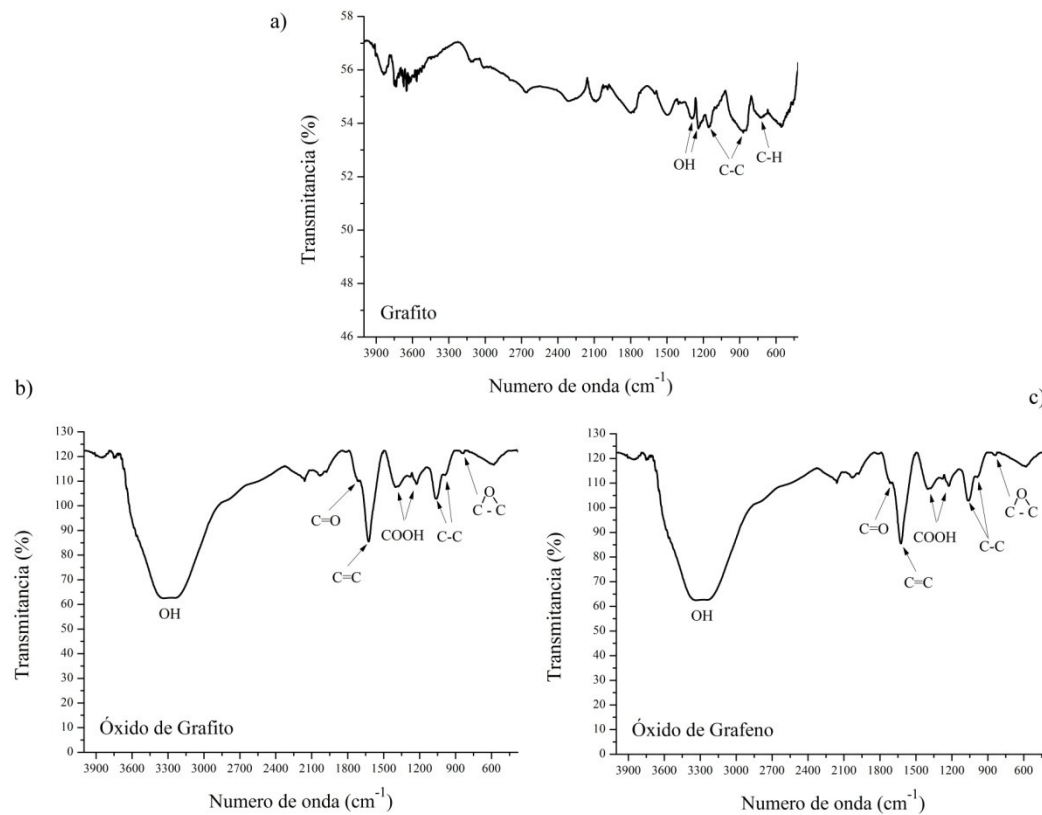 a)
58
56
54
52
50
48
46
Transmitancia (%)
OH
C-C
C-H
Grafito
3900 3600 3300 3000 2700 2400 2100 1800 1500 1200 900 600
Numero de onda (cm-1)
b)
130
120
110
100
90
80
70
60
50
40
30
20
10
0
Transmitancia (%)
OH
C=O
C=C
COOH
C-C
O
C - C
Óxido de Grafito
3900 3600 3300 3000 2700 2400 2100 1800 1500 1200 900 600
Numero de onda (cm-1)
c)
130
120
110
100
90
80
70
60
50
40
30
20
10
0
Transmitancia (%)
OH
C=O
C=C
COOH
C-C
O
C - C
Óxido de Grafeno
3900 3600 3300 3000 2700 2400 2100 1800 1500 1200 900 600
Numero de onda (cm-1)